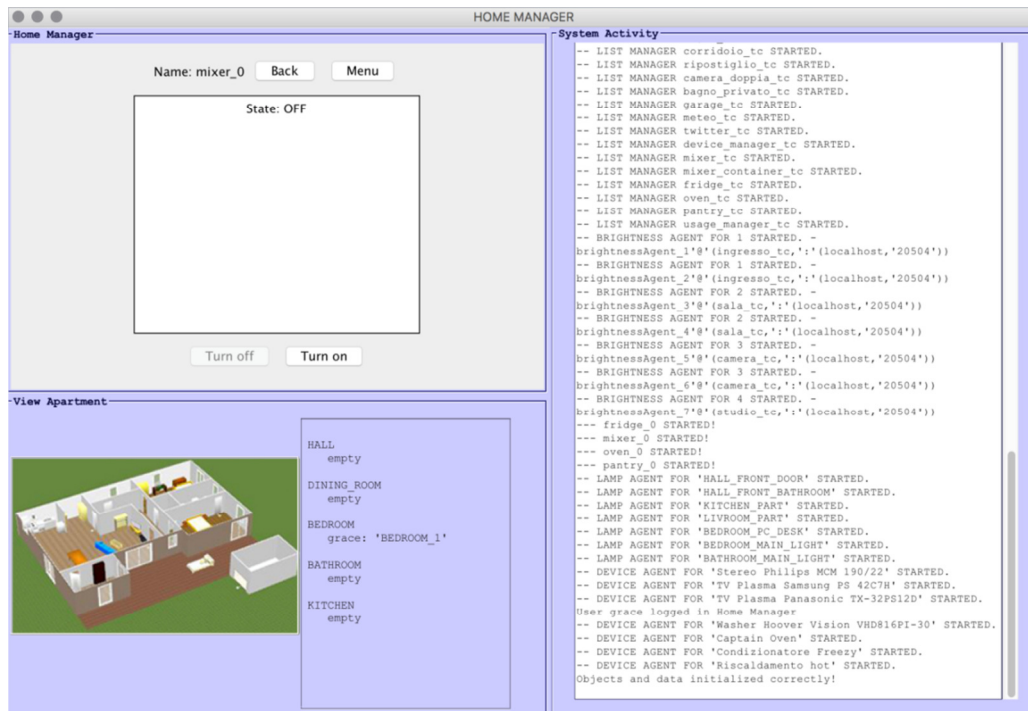 HOME MANAGER
Home Manager
Name: mixer_0 Back Menu
State: OFF
Turn off Turn on
View Apartment
HALL
empty
DINING_ROOM
empty
BEDROOM
grace: 'BEDROOM_1'
BATHROOM
empty
KITCHEN
empty
System Activity
-- LIST MANAGER corridoio_tc STARTED.
-- LIST MANAGER ripostiglio_tc STARTED.
-- LIST MANAGER camera_doppia_tc STARTED.
-- LIST MANAGER bagno_privato_tc STARTED.
-- LIST MANAGER garage_tc STARTED.
-- LIST MANAGER meteo_tc STARTED.
-- LIST MANAGER twitter_tc STARTED.
-- LIST MANAGER device_manager_tc STARTED.
-- LIST MANAGER mixer_tc STARTED.
-- LIST MANAGER mixer_container_tc STARTED.
-- LIST MANAGER fridge_tc STARTED.
-- LIST MANAGER oven_tc STARTED.
-- LIST MANAGER pantry_tc STARTED.
-- LIST MANAGER usage_manager_tc STARTED.
-- BRIGHTNESS AGENT FOR 1 STARTED. -
brightnessAgent_1'@'(ingresso_tc,':'(localhost,'20504'))
-- BRIGHTNESS AGENT FOR 1 STARTED. -
brightnessAgent_2'@'(ingresso_tc,':'(localhost,'20504'))
-- BRIGHTNESS AGENT FOR 2 STARTED. -
brightnessAgent_3'@'(sala_tc,':'(localhost,'20504'))
-- BRIGHTNESS AGENT FOR 2 STARTED. -
brightnessAgent_4'@'(sala_tc,':'(localhost,'20504'))
-- BRIGHTNESS AGENT FOR 3 STARTED. -
brightnessAgent_5'@'(camera_tc,':'(localhost,'20504'))
-- BRIGHTNESS AGENT FOR 3 STARTED. -
brightnessAgent_6'@'(camera_tc,':'(localhost,'20504'))
-- BRIGHTNESS AGENT FOR 4 STARTED. -
brightnessAgent_7'@'(studio_tc,':'(localhost,'20504'))
--- fridge_0 STARTED!
--- mixer_0 STARTED!
--- oven_0 STARTED!
--- pantry_0 STARTED!
-- LAMP AGENT FOR 'HALL_FRONT_DOOR' STARTED.
-- LAMP AGENT FOR 'HALL_FRONT_BATHROOM' STARTED.
-- LAMP AGENT FOR 'KITCHEN_PART' STARTED.
-- LAMP AGENT FOR 'LIVROOM_PART' STARTED.
-- LAMP AGENT FOR 'BEDROOM_PC_DESK' STARTED.
-- LAMP AGENT FOR 'BEDROOM_MAIN_LIGHT' STARTED.
-- LAMP AGENT FOR 'BATHROOM_MAIN_LIGHT' STARTED.
-- DEVICE AGENT FOR 'Stereo Philips MCM 190/22' STARTED.
-- DEVICE AGENT FOR 'TV Plasma Samsung PS 42C7H' STARTED.
-- DEVICE AGENT FOR 'TV Plasma Panasonic TX-32PS12D' STARTED.
User grace logged in Home Manager
-- DEVICE AGENT FOR 'Washer Hoover Vision VHD816PI-30' STARTED.
-- DEVICE AGENT FOR 'Captain Oven' STARTED.
-- DEVICE AGENT FOR 'Condizionatore Freezy' STARTED.
-- DEVICE AGENT FOR 'Riscaldamento hot' STARTED.
Objects and data initialized correctly!